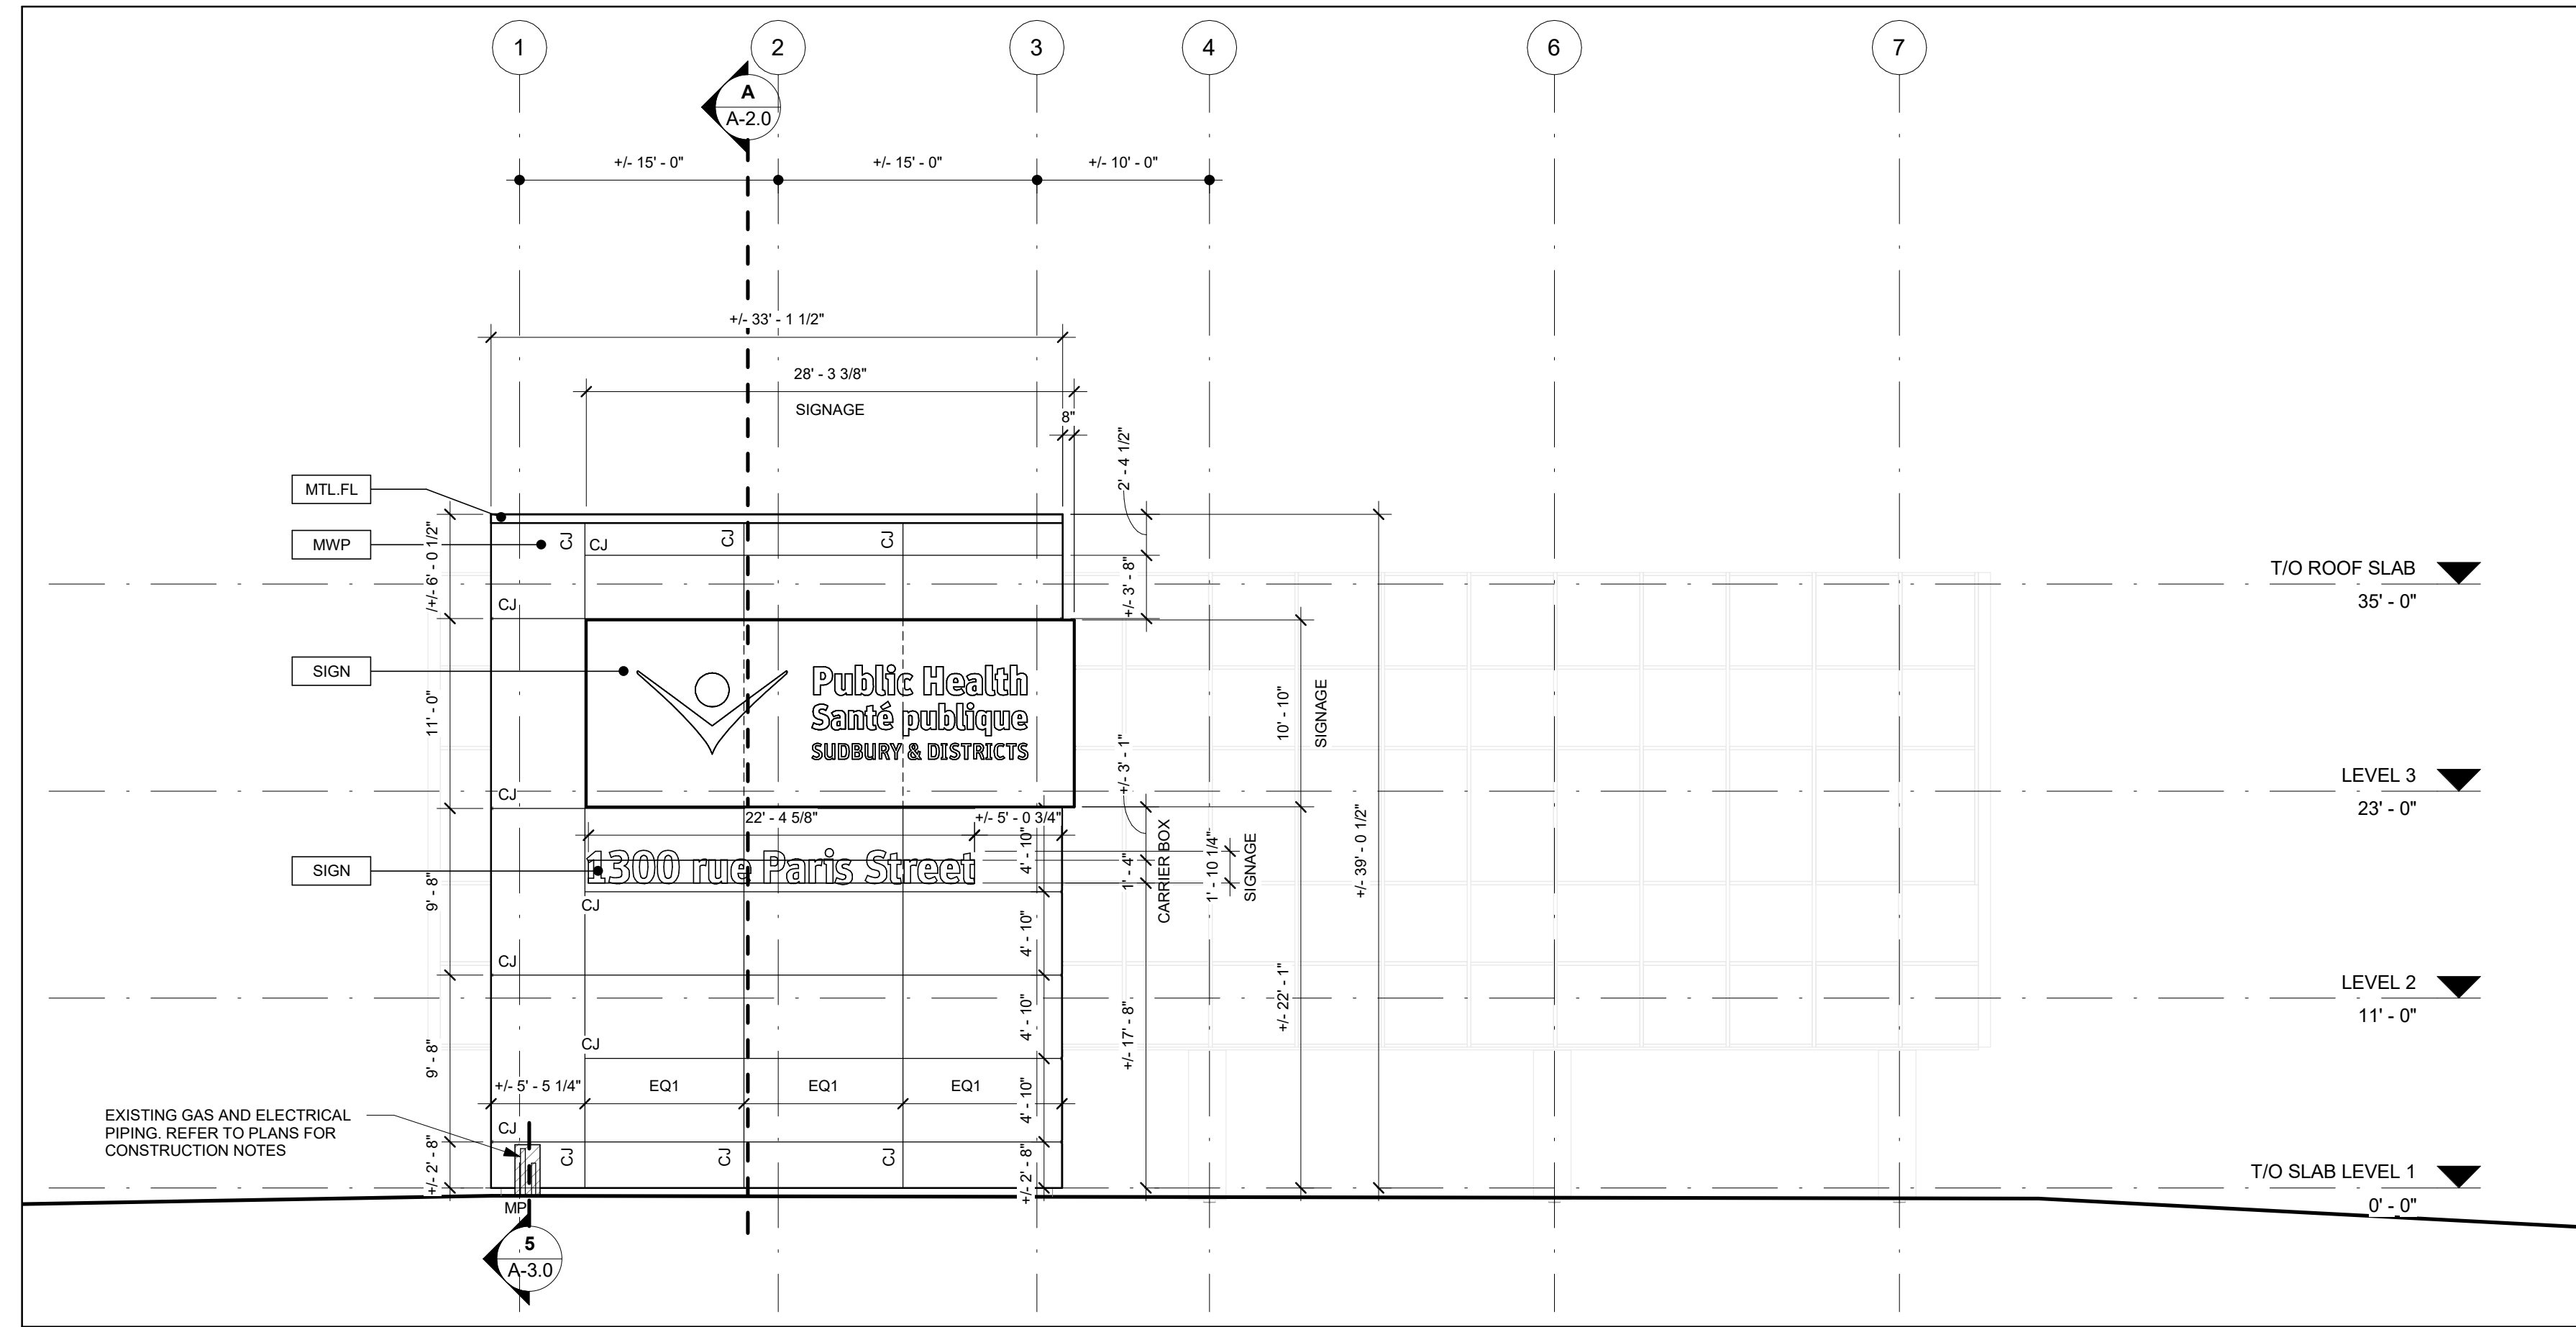 1
2
3
4
6
7
A
A-2.0
+/- 15' - 0"
+/- 15' - 0"
+/- 10' - 0"
+/- 33' - 1 1/2"
28' - 3 3/8"
SIGNAGE
8"
2' - 4 1/2"
MTL.FL
MWP
CJ
CJ
CJ
CJ
/+/- 6' - 0 1/2"
+/- 3' - 8"
T/O ROOF SLAB
35' - 0"
CJ
SIGN
Public Health
Santé publique
SUDBURY & DISTRICTS
11' - 0"
10' - 10"
SIGNAGE
+/- 3' - 1"
LEVEL 3
23' - 0"
CJ
22' - 4 5/8"
+/- 5' - 0 3/4"
SIGN
1300 rue Paris Street
4' - 10"
1' - 4"
CARRIER BOX
1' - 10 1/4"
SIGNAGE
+/- 39' - 0 1/2"
9' - 8"
CJ
4' - 10"
CJ
LEVEL 2
11' - 0"
+/- 22' - 1"
+/- 17' - 8"
4' - 10"
CJ
9' - 8"
+/- 5' - 5 1/4"
EQ1
EQ1
EQ1
4' - 10"
EXISTING GAS AND ELECTRICAL
PIPING. REFER TO PLANS FOR
CONSTRUCTION NOTES
CJ
CJ
CJ
CJ
+/- 2' - 8"
+/- 2' - 8"
T/O SLAB LEVEL 1
0' - 0"
MP
5
A-3.0